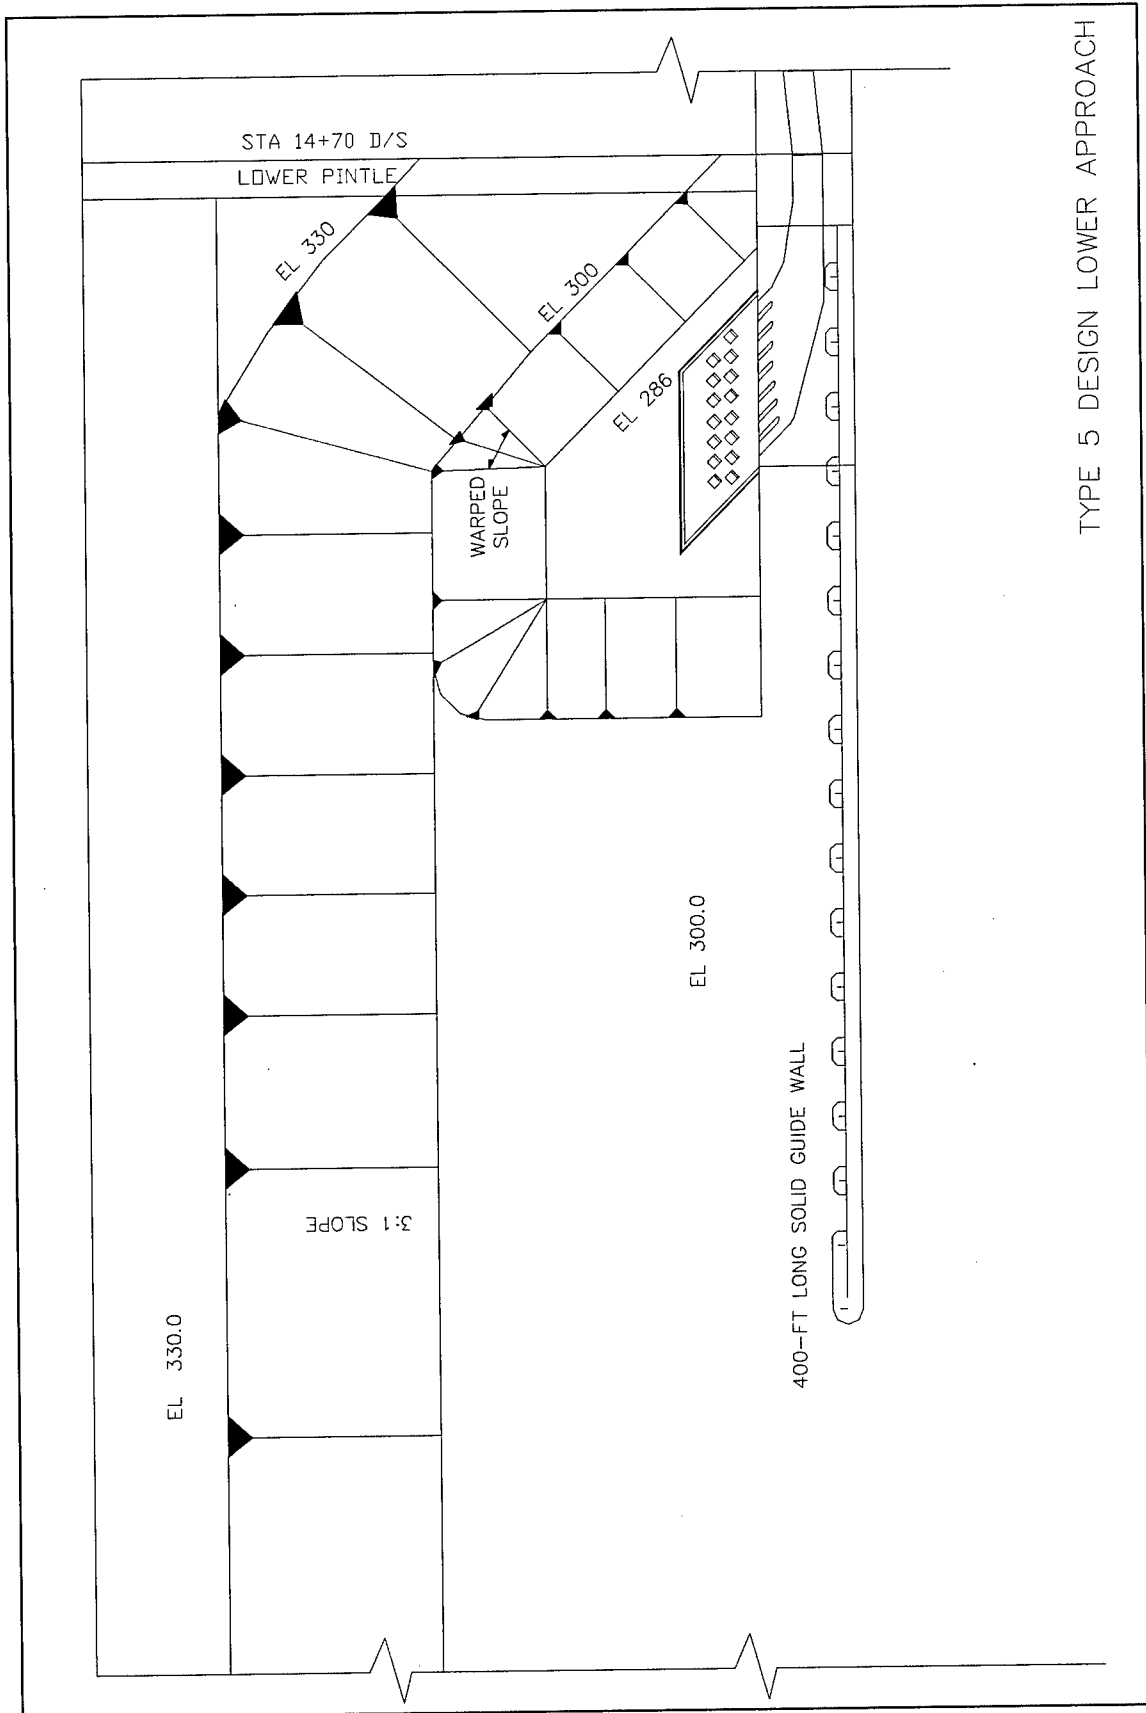 STA 14+70 D/S
LOWER PINTLE
EL 330
EL 300
EL 286
WARPED
SLOPE
EL 300.0
3:1 SLOPE
EL 330.0
400-FT LONG SOLID GUIDE WALL
TYPE 5 DESIGN LOWER APPROACH